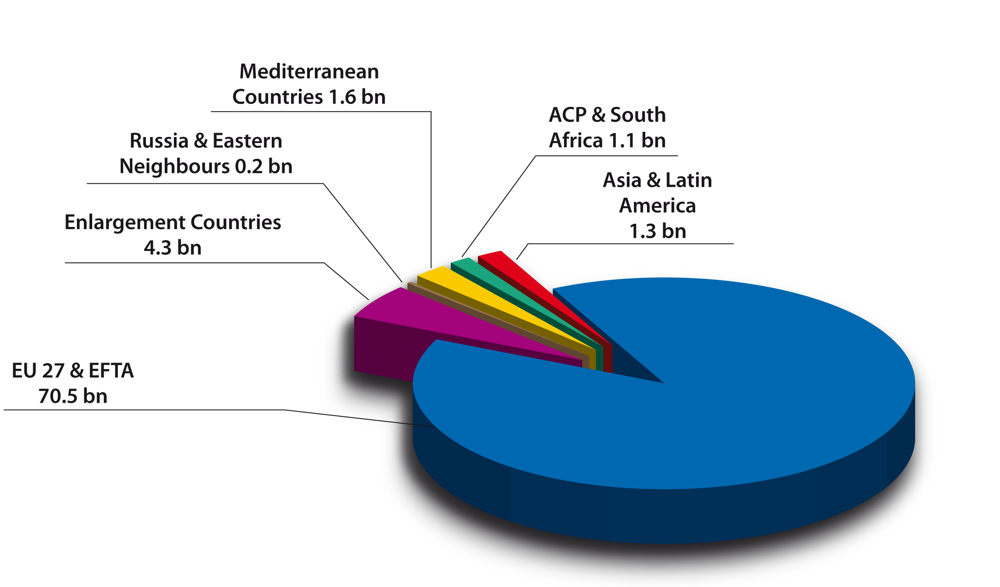 Mediterranean
Countries 1.6 bn
ACP & South
Africa 1.1 bn
Russia & Eastern
Neighbours 0.2 bn
Asia & Latin
America
1.3 bn
Enlargement Countries
4.3 bn
EU 27 & EFTA
70.5 bn